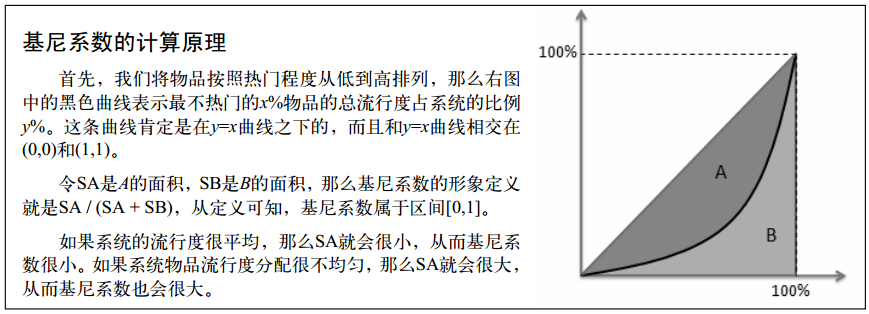 基尼系数的计算原理
首先，我们将物品按照热门程度从低到高排列，那么右图
中的黑色曲线表示最不热门的x%物品的总流行度占系统的比例
y%。这条曲线肯定是在y=x曲线之下的，而且和y=x曲线相交在
(0,0)和(1,1)。
令SA是A的面积，SB是B的面积，那么基尼系数的形象定义
就是SA / (SA + SB)，从定义可知，基尼系数属于区间[0,1]。
如果系统的流行度很平均，那么SA就会很小，从而基尼系
数很小。如果系统物品流行度分配很不均匀，那么SA就会很大，
从而基尼系数也会很大。
100%
A
B
100%